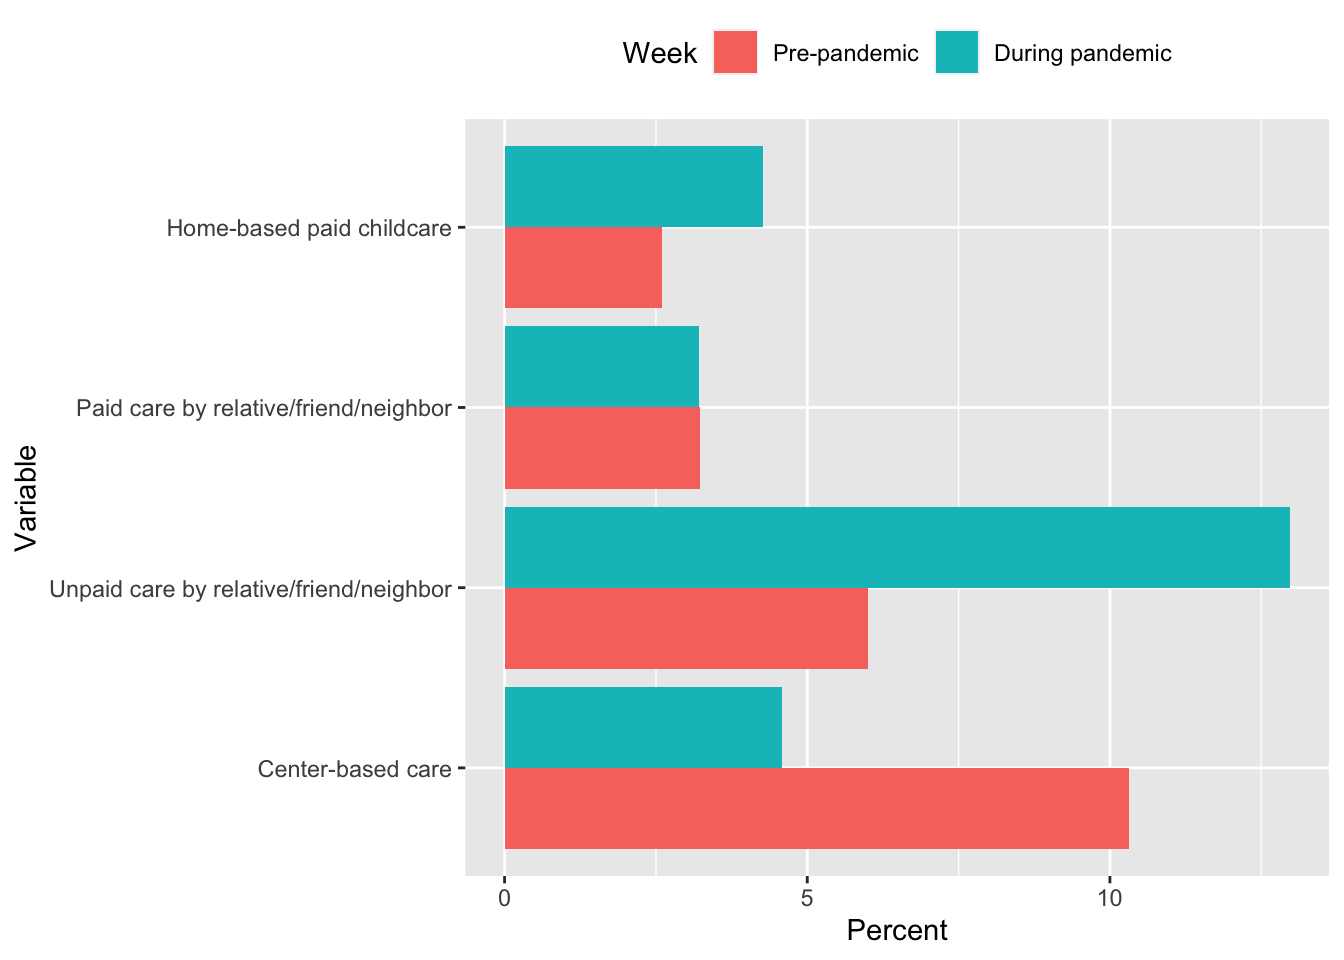 Week Pre-pandemic During pandemic
Home-based paid childcare
Paid care by relative/friend/neighbor
Unpaid care by relative/friend/neighbor
Center-based care
Variable
0 5 10
Percent